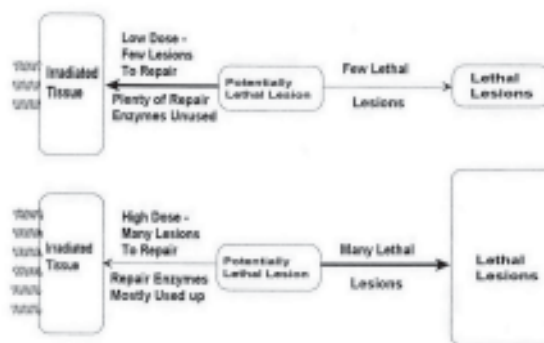 Low Dose -
Few Lesions
To Repair
Irradiated
Tissue
Plenty of Repair
Enzymes Unused
Potentially
Lethal Lesion
Few Lethal
Lesions
Lethal
Lesions
High Dose -
Many Lesions
To Repair
Irradiated
Tissue
Repair Enzymes
Mostly Used up
Potentially
Lethal Lesion
Many Lethal
Lesions
Lethal
Lesions